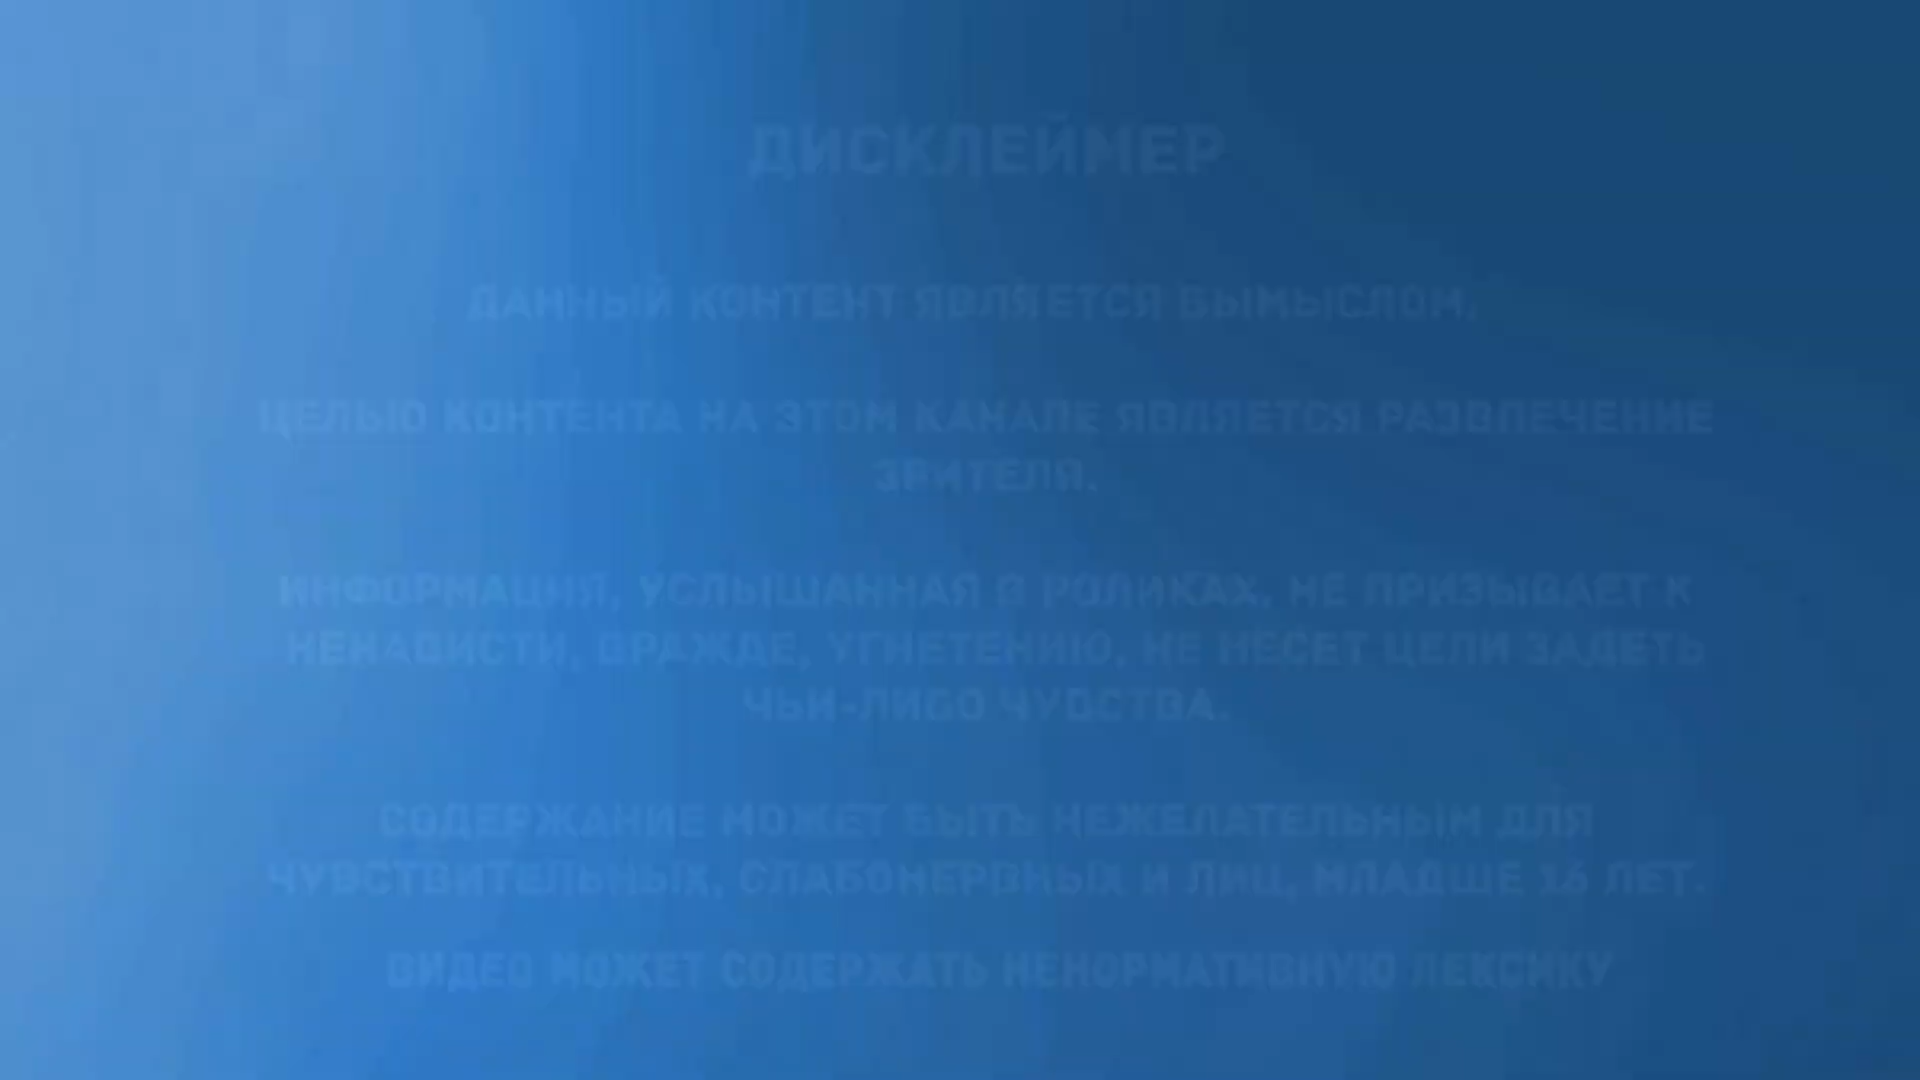 ДИСКЛЕЙМЕР
ДАННЫЙ КОНТЕНТ ЯВЛЯЕТСЯ ВЫМЫСЛОМ,
ЦЕЛЬЮ КОНТЕНТА НА ЭТОМ КАНАЛЕ ЯВЛЯЕТСЯ РАЗВЛЕЧЕНИЕ
ЗРИТЕЛЯ.
ИНФОРМАЦИЯ, УСЛЫШАННАЯ В РОЛИКАХ, НЕ ПРИЗЫВАЕТ К
НЕНАВИСТИ, ВРАЖДЕ, УГНЕТЕНИЮ, НЕ НЕСЕТ ЦЕЛИ ЗАДЕТЬ
ЧЬИ-ЛИБО ЧУВСТВА.
СОДЕРЖАНИЕ МОЖЕТ БЫТЬ НЕЖЕЛАТЕЛЬНЫМ ДЛЯ
ЧУВСТВИТЕЛЬНЫХ, СЛАБОНЕРВНЫХ И ЛИЦ, МЛАДШЕ 16 ЛЕТ.
ВИДЕО МОЖЕТ СОДЕРЖАТЬ НЕНОРМАТИВНУЮ ЛЕКСИКУ